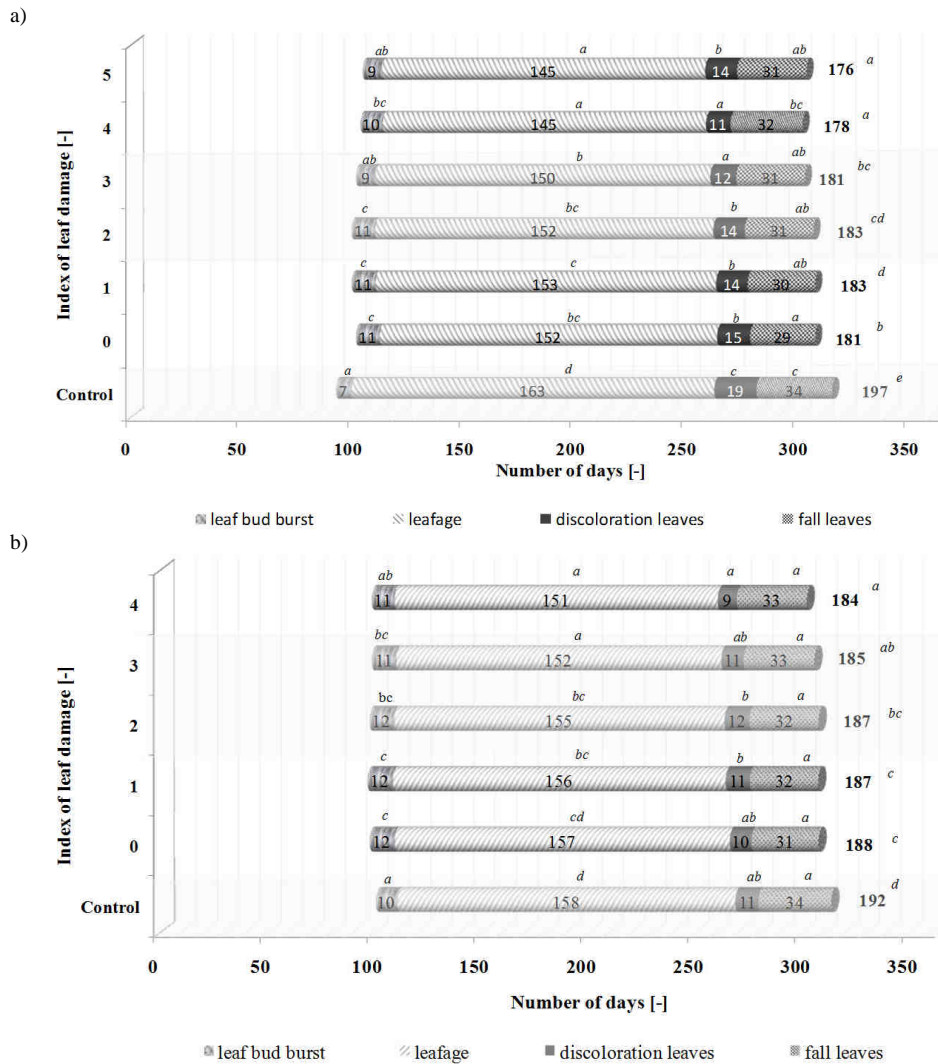 a)
ab a b ab
5 9 145 14 31 176 a
bc a a bc
4 10 145 11 32 178 a
ab b a ab
3 9 150 12 31 181 bc
c bc b ab
2 11 152 14 31 183 cd
c c b ab
1 11 153 14 30 183 d
c bc b a
0 11 152 15 29 181 b
a d c c
Control 7 163 19 34 197 e
Index of leaf damage [-]
0 50 100 150 200 250 300 350
Number of days [-]
leaf bud burst leafage discoloration leaves fall leaves
b)
ab a a a
4 11 151 9 33 184 a
bc a ab a
3 11 152 11 33 185 ab
bc bc b a
2 12 155 12 32 187 bc
c bc b a
1 12 156 11 32 187 c
c cd ab a
0 12 157 10 31 188 c
a d ab a
Control 10 158 11 34 192 d
Index of leaf damage [-]
0 50 100 150 200 250 300 350
Number of days [-]
leaf bud burst leafage discoloration leaves fall leaves